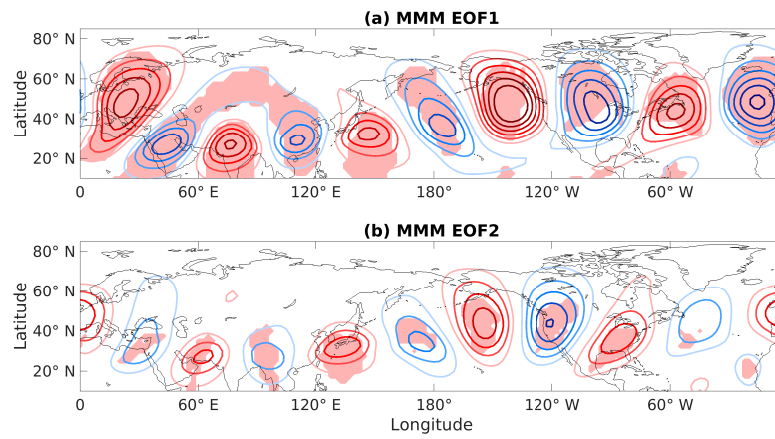 (a) MMM EOF1
80° N
60° N
40° N
20° N
Latitude
0
60° E
120° E
180°
120° W
60° W
(b) MMM EOF2
80° N
60° N
40° N
20° N
Latitude
0
60° E
120° E
180°
120° W
60° W
Longitude